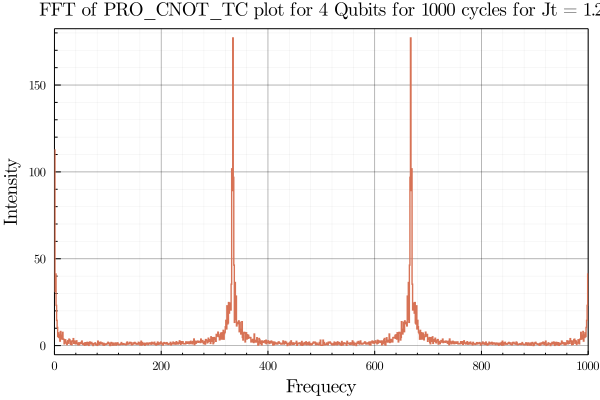 FFT of PRO_CNOT_TC plot for 4 Qubits for 1000 cycles for Jt = 1.2
Intensity
150
100
50
0
0 200 400 600 800 1000
Frequecy